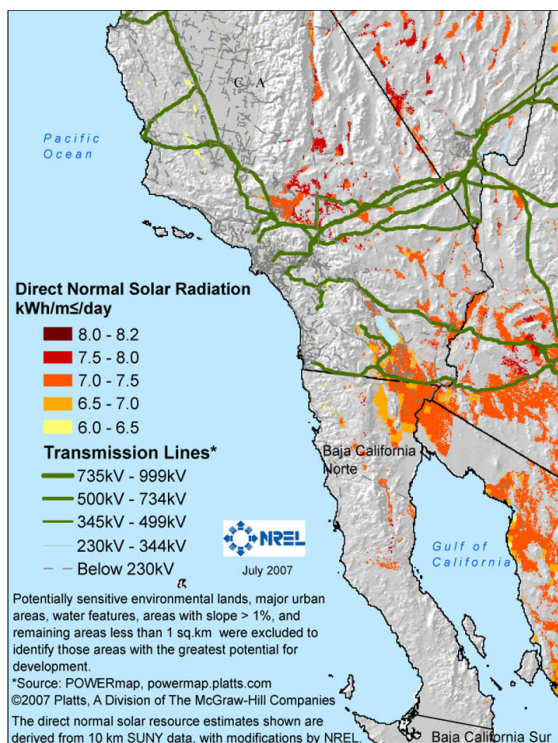 C A
Pacific
Ocean
Direct Normal Solar Radiation
kWh/m≤/day
8.0 - 8.2
7.5 - 8.0
7.0 - 7.5
6.5 - 7.0
6.0 - 6.5
Transmission Lines*
735kV - 999kV
500kV - 734kV
345kV - 499kV
230kV - 344kV
Below 230kV
Baja California
Norte
NREL
July 2007
Gulf of
California
Potentially sensitive environmental lands, major urban
areas, water features, areas with slope > 1%, and
remaining areas less than 1 sq.km were excluded to
identify those areas with the greatest potential for
development.
*Source: POWERmap, powermap.platts.com
©2007 Platts, A Division of The McGraw-Hill Companies
The direct normal solar resource estimates shown are
derived from 10 km SUNY data, with modifications by NREL.
Baja California Sur